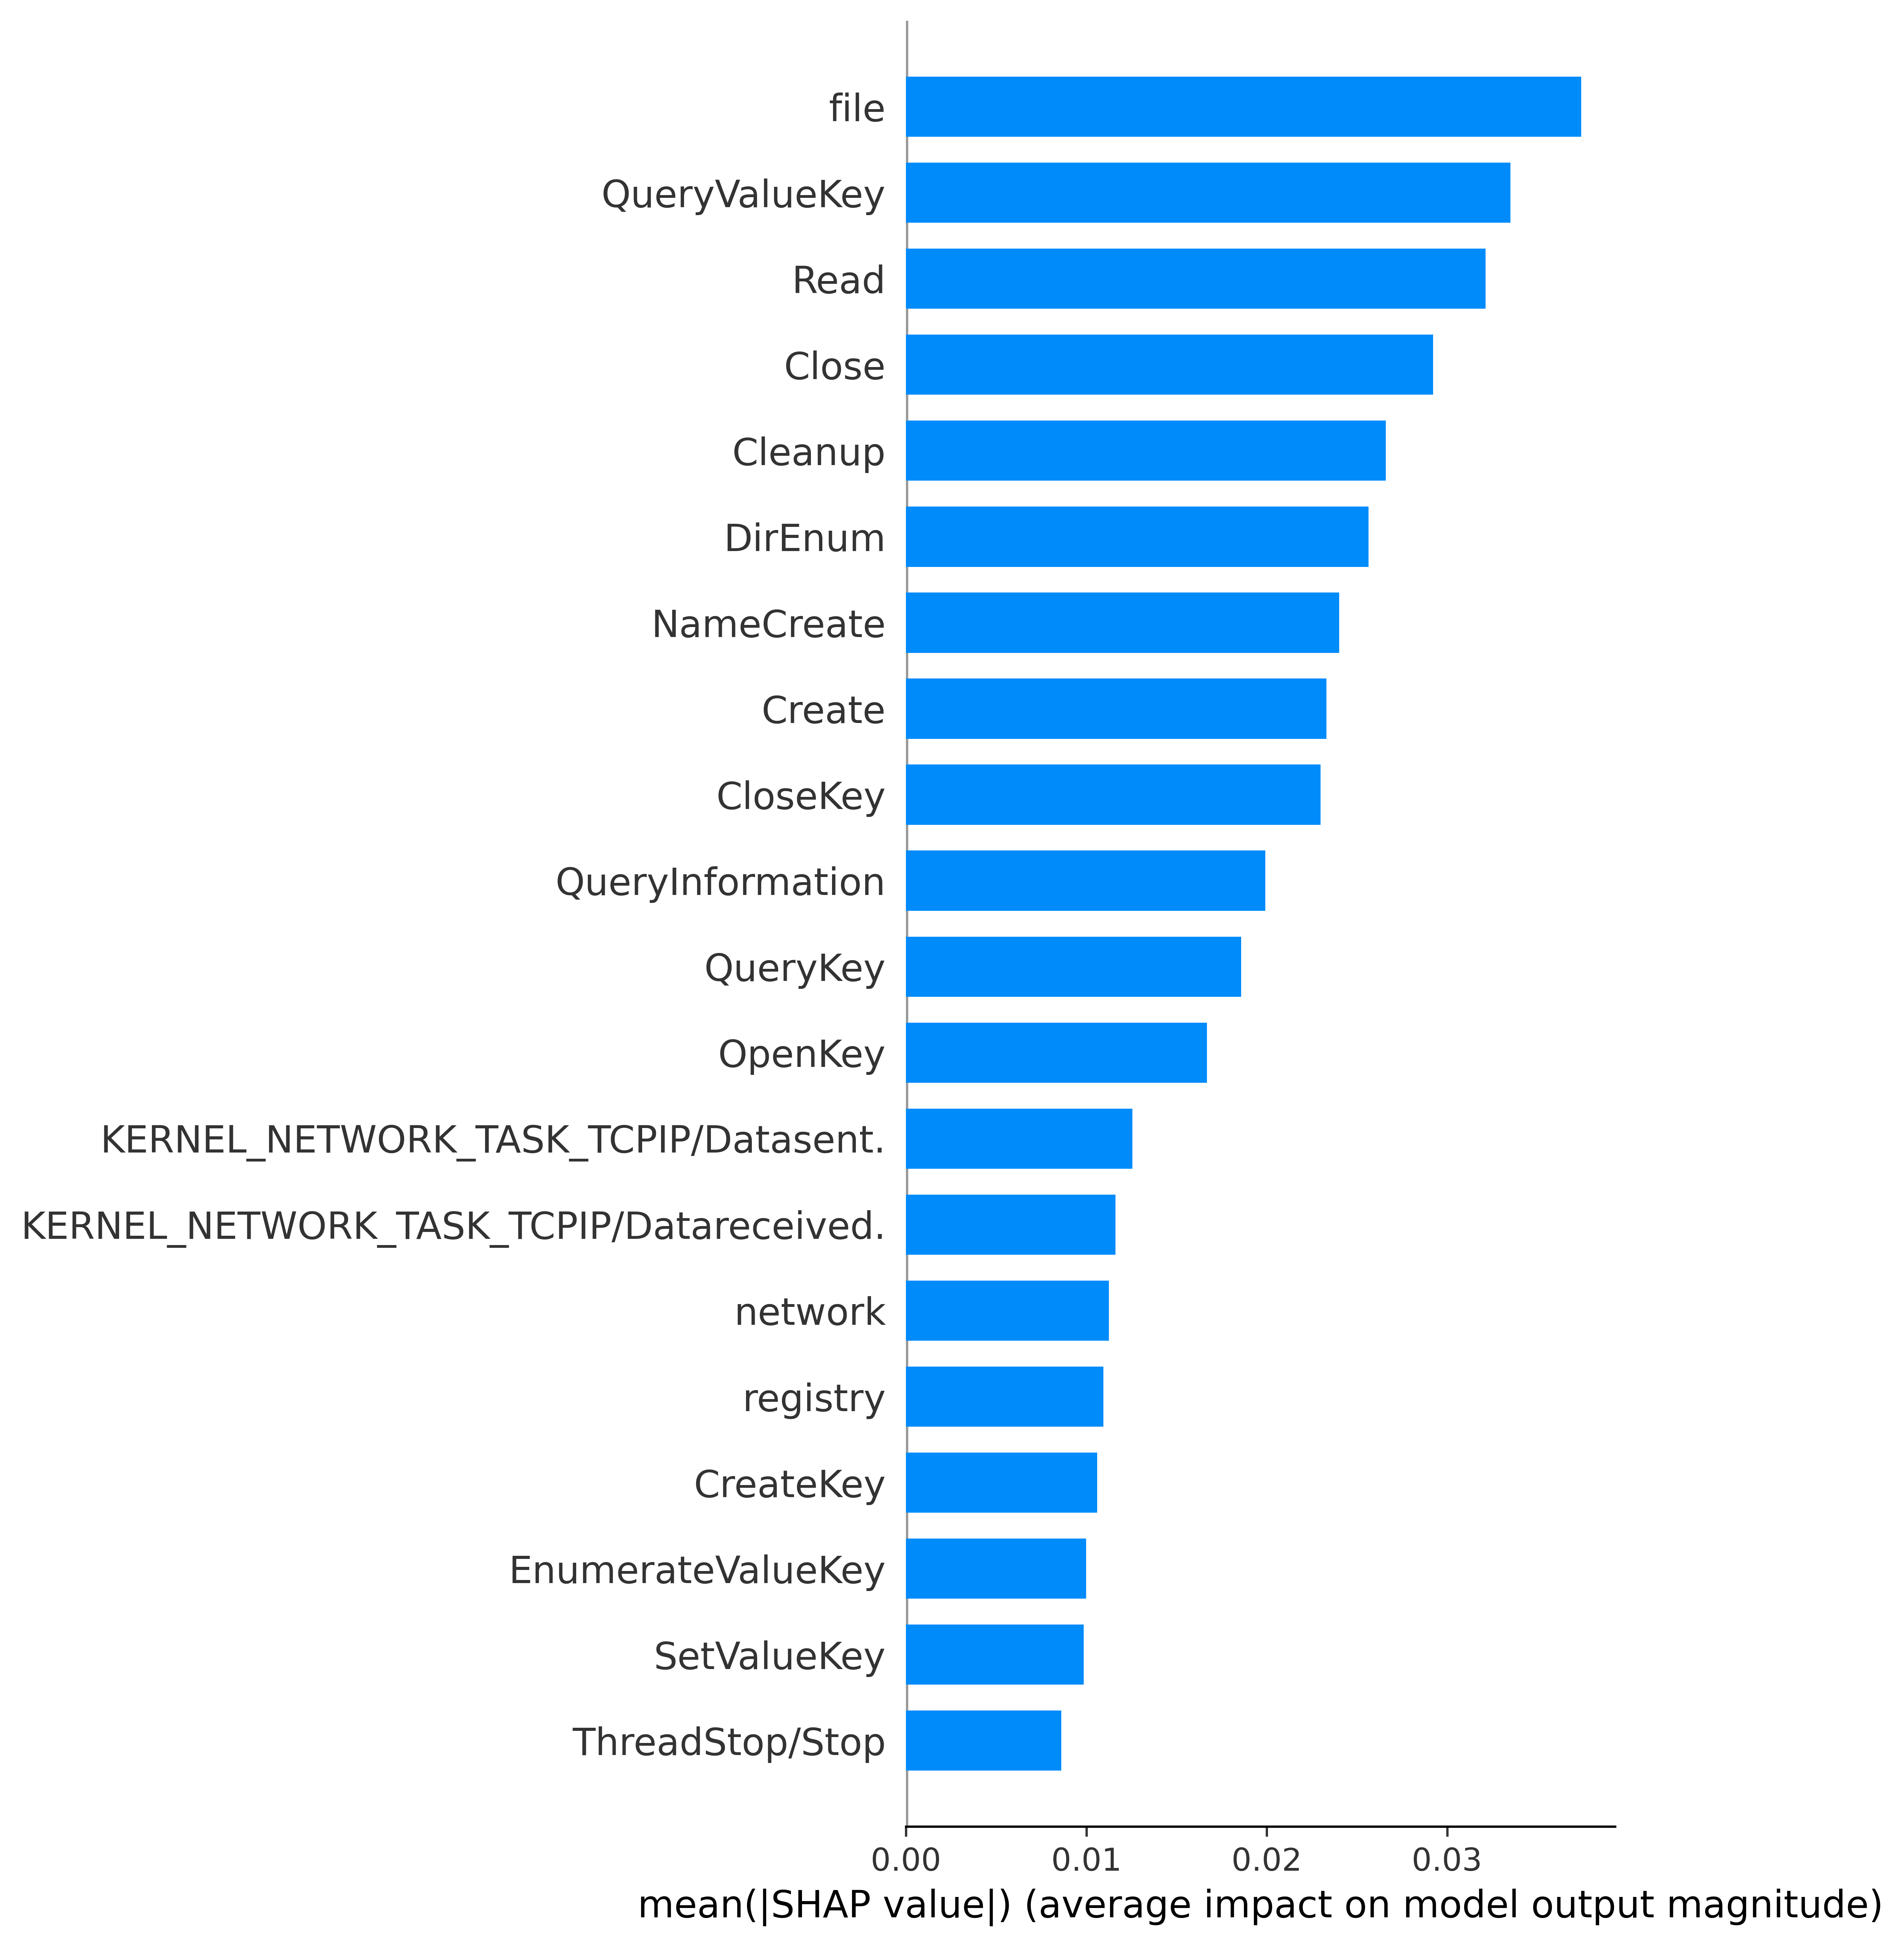 file
QueryValueKey
Read
Close
Cleanup
DirEnum
NameCreate
Create
CloseKey
QueryInformation
QueryKey
OpenKey
KERNEL_NETWORK_TASK_TCPIP/Datasent.
KERNEL_NETWORK_TASK_TCPIP/Datareceived.
network
registry
CreateKey
EnumerateValueKey
SetValueKey
ThreadStop/Stop
0.00 0.01 0.02 0.03
mean(|SHAP value|) (average impact on model output magnitude)